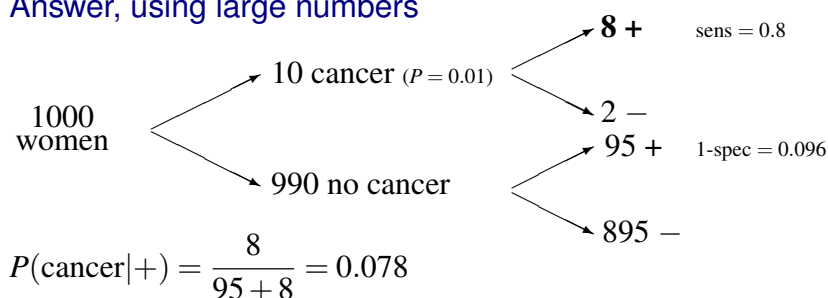 Answer, using large numbers
8 + sens = 0.8
10 cancer (P = 0.01)
2 −
1000
women
95 + 1-spec = 0.096
990 no cancer
895 −
P(cancer|+) = 8 / (95 + 8) = 0.078